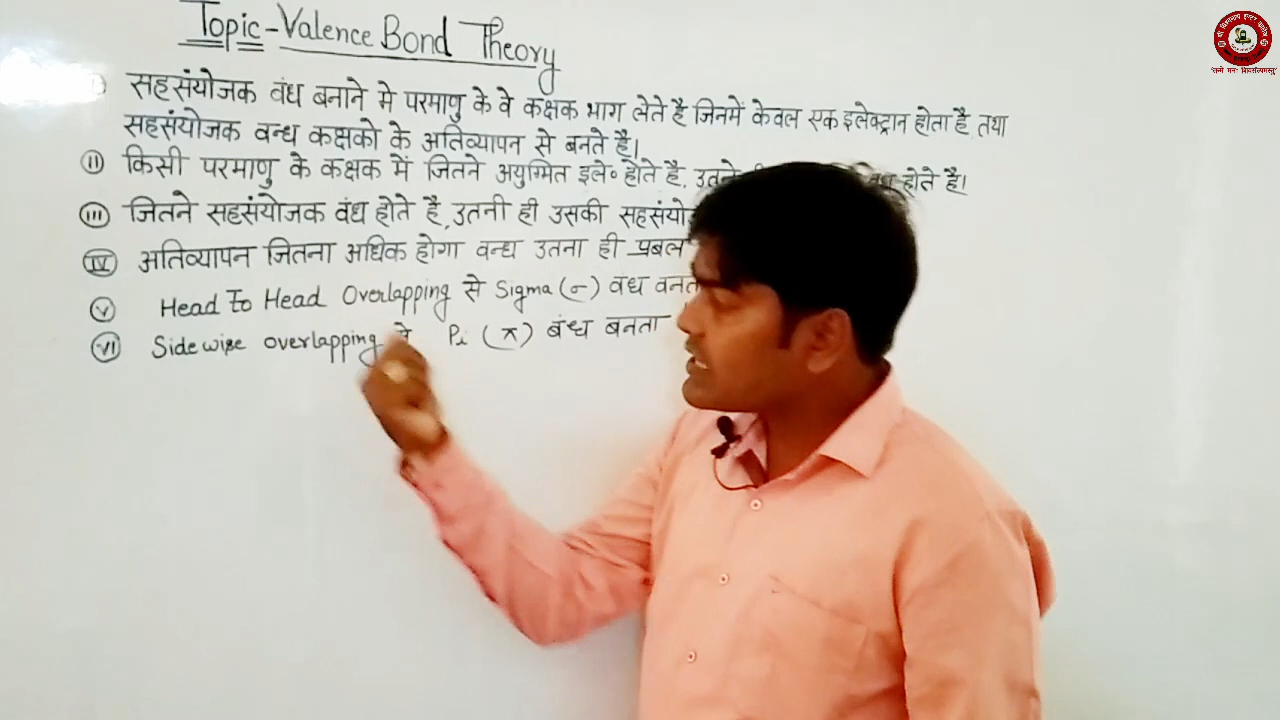 Topic-Valence Bond Theory
सहसंयोजक वंध बनाने मे परमाणु के वे कक्षक भाग लेते है जिनमें केवल एक इलेक्ट्रान होता है, तथा
सहसंयोजक वन्ध कक्षको के अतिव्यापन से बनते है।
(II) किसी परमाणु के कक्षक में जितने अयुग्मित इले० होते है, उतने होते है।
(III) जितने सहसंयोजक वंध होते है, उतनी ही उसकी
(IV) अतिव्यापन जितना अधिक होगा वन्ध उतना ही प्रबल
(V) Head To Head Overlapping से Sigma (σ) वंध
(VI) Sidewise overlapping Pi (π) बंध बनता